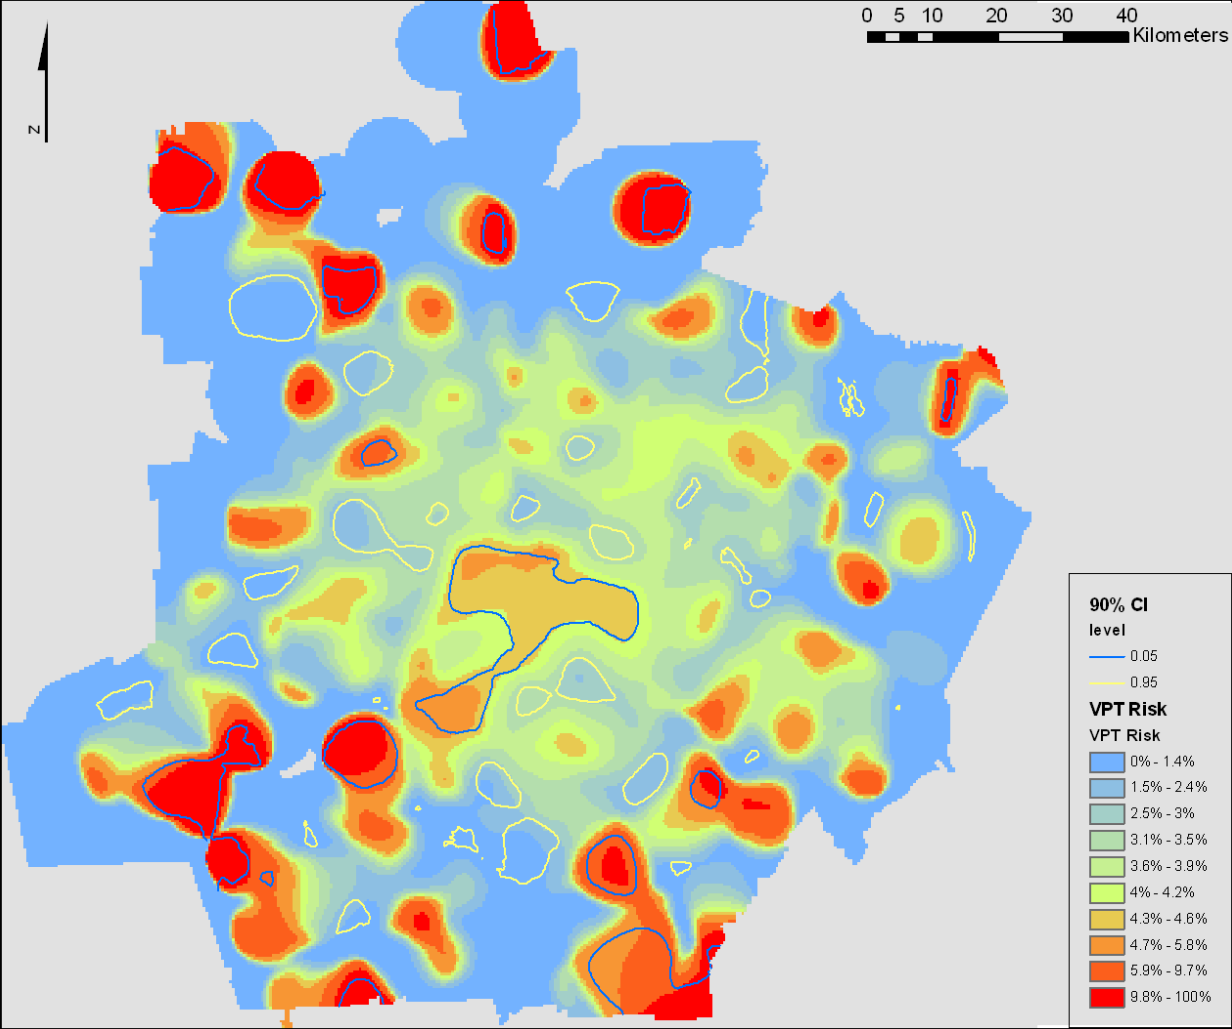 0 5 10 20 30 40
Kilometers
N
90% CI
level
0.05
0.95
VPT Risk
VPT Risk
0% - 1.4%
1.5% - 2.4%
2.5% - 3%
3.1% - 3.5%
3.6% - 3.9%
4% - 4.2%
4.3% - 4.6%
4.7% - 5.8%
5.9% - 9.7%
9.8% - 100%